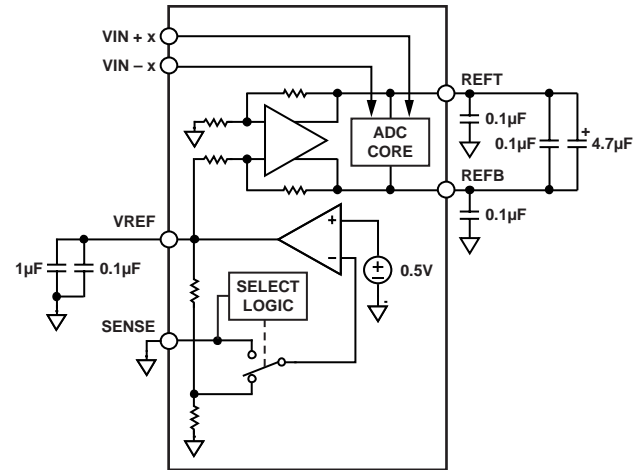 VIN + x
VIN – x
REFT
0.1µF
0.1µF
4.7µF
+
ADC
CORE
REFB
0.1µF
VREF
1µF
0.1µF
+
–
+
–
0.5V
SELECT
LOGIC
SENSE